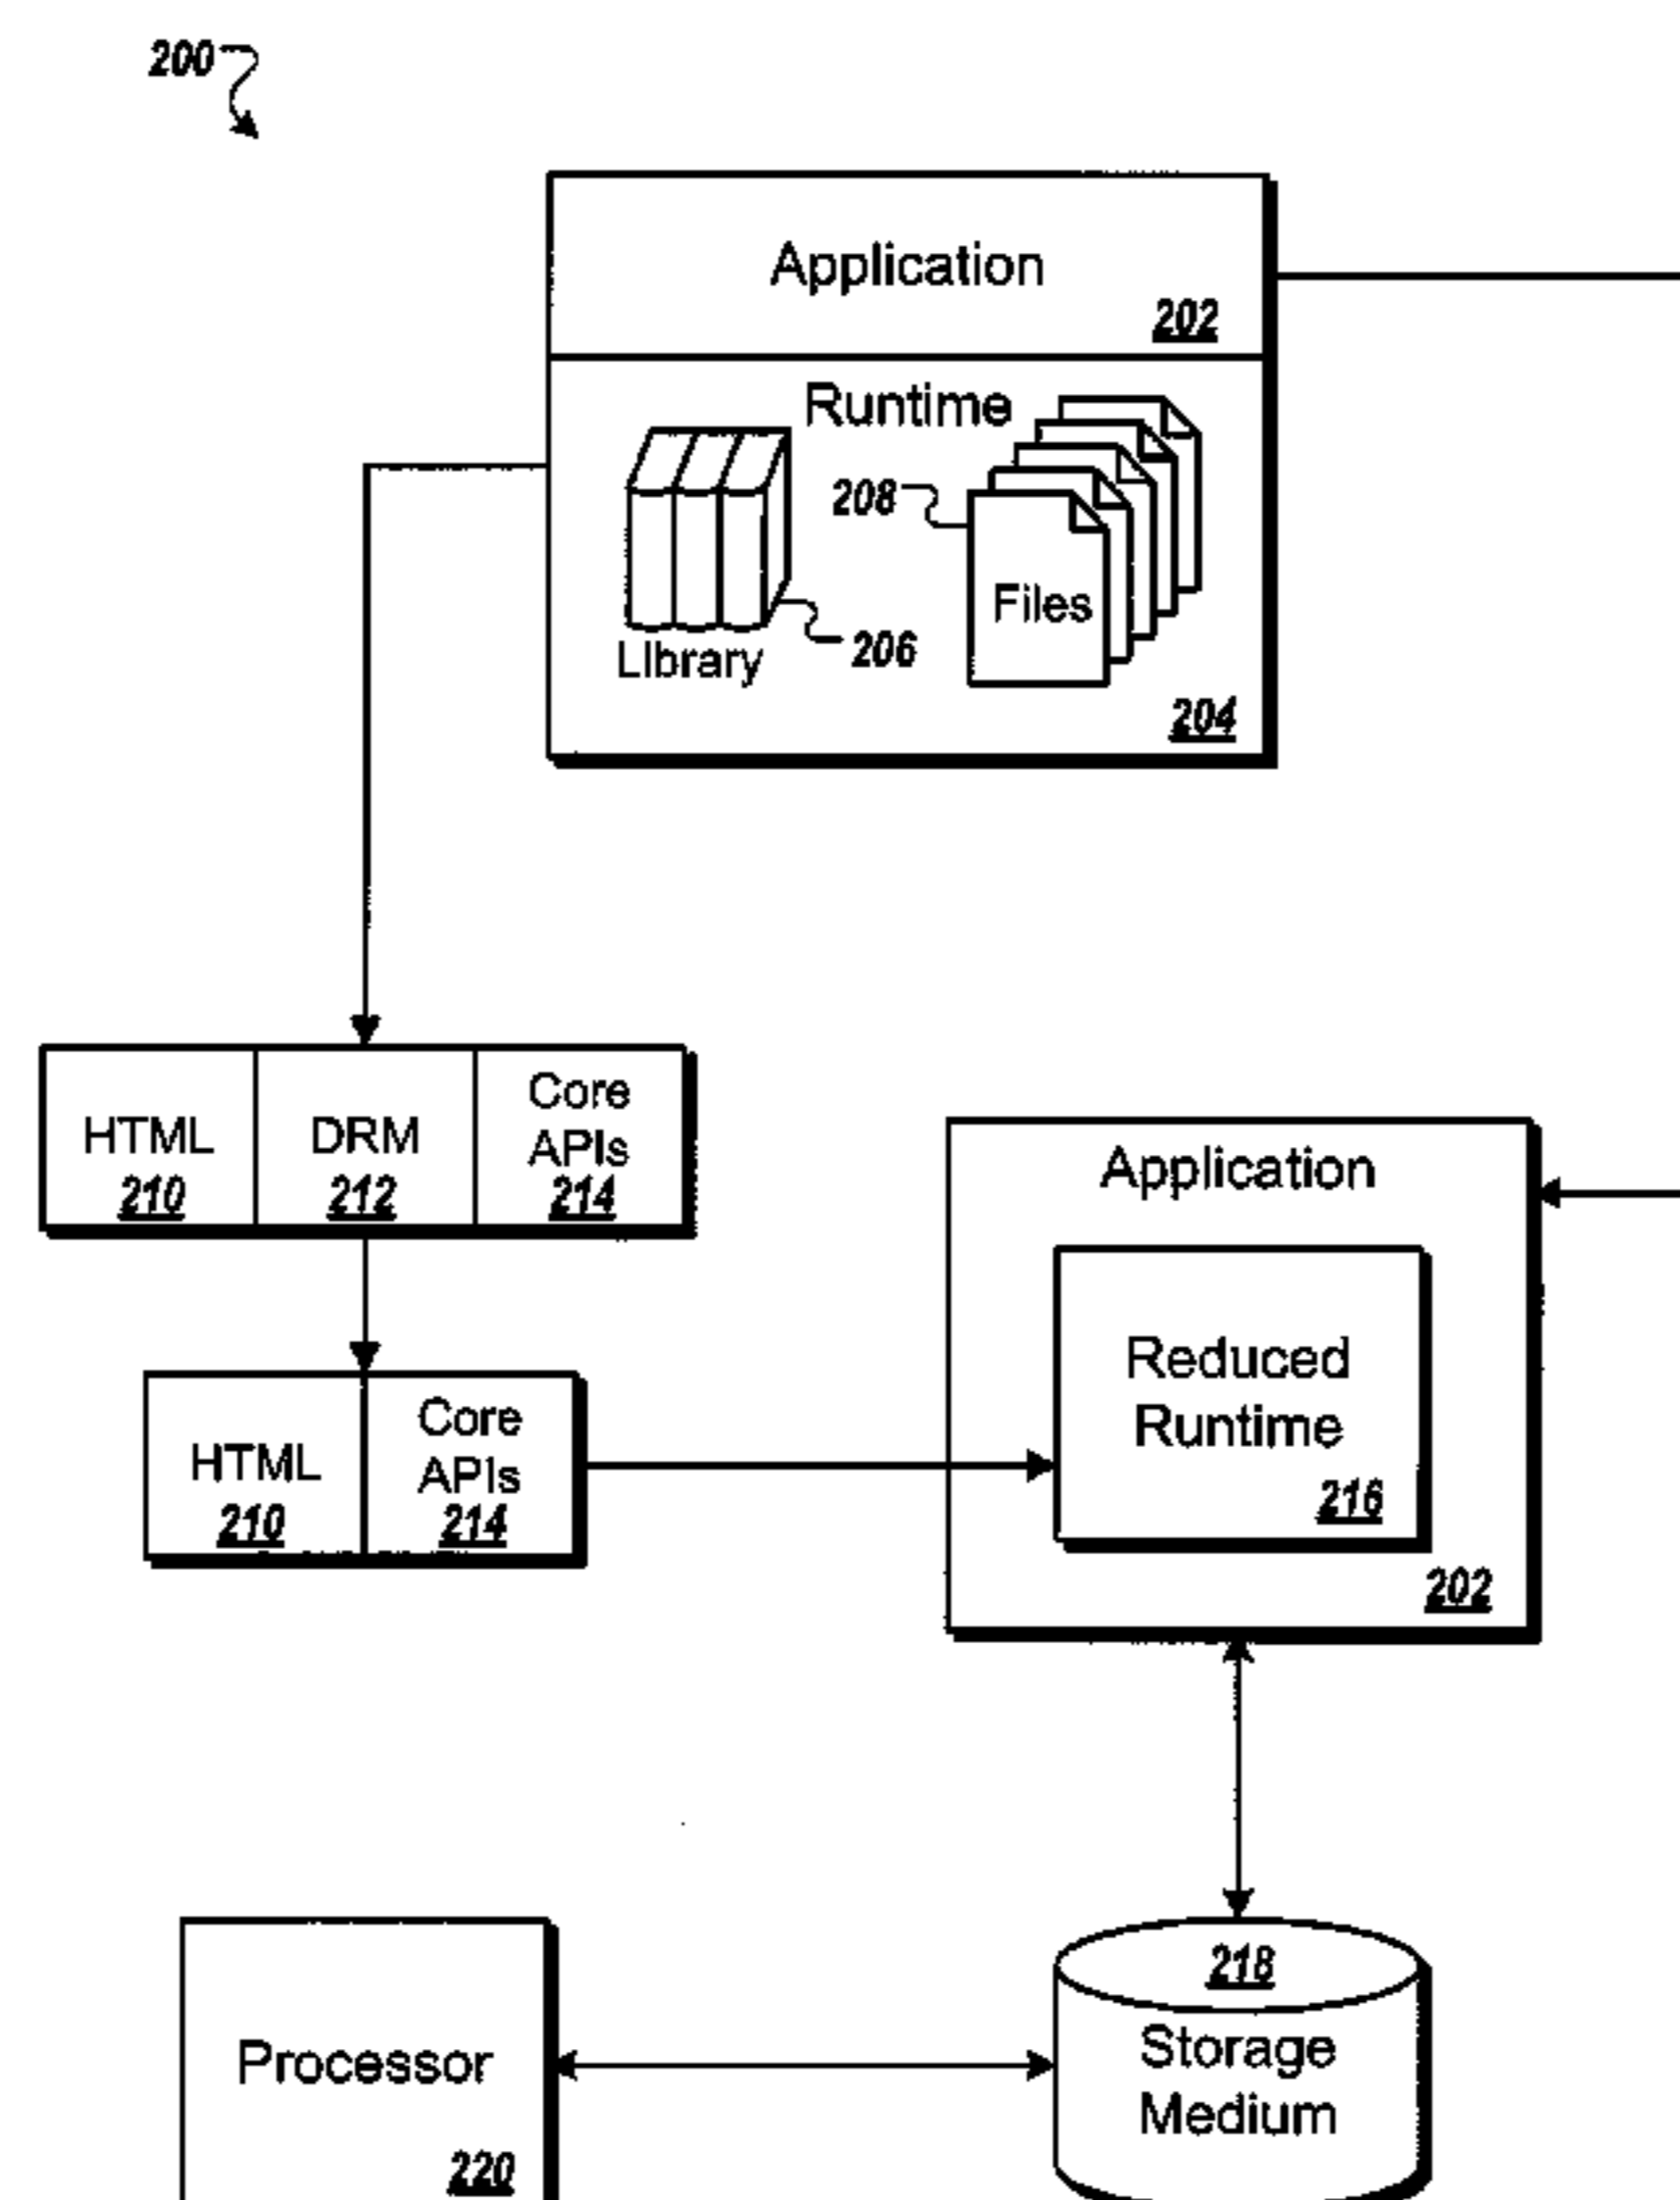 200
Application
202
Runtime
208
Files
206
Library
204
HTML
210
DRM
212
Core
APIs
214
Application
Reduced
Runtime
216
202
HTML
210
Core
APIs
214
218
Storage
Medium
Processor
220